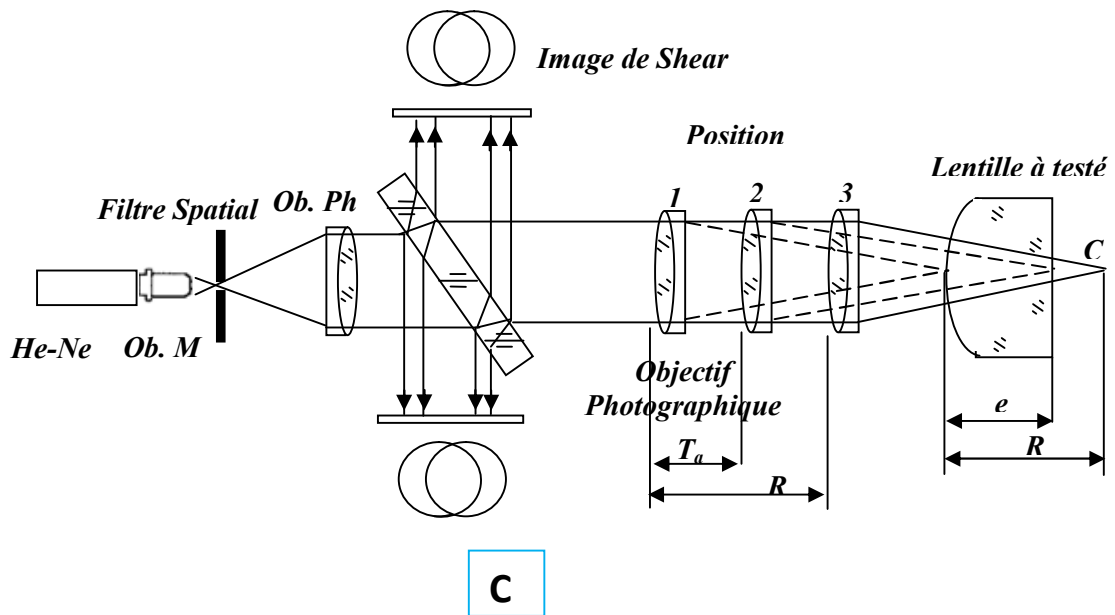 Image de Shear
Position
Lentille à testé
Filtre Spatial
Ob. Ph
1
2
3
C
He-Ne
Ob. M
Objectif
Photographique
e
Ta
R
R
C